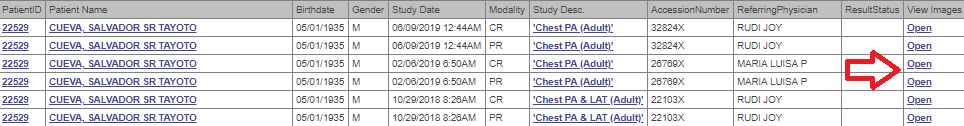 PatientID Patient Name Birthdate Gender Study Date Modality Study Desc. AccessionNumber ReferringPhysician ResultStatus View Images
22529 CUEVA, SALVADOR SR TAYOTO 05/01/1935 M 06/09/2019 12:44AM CR 'Chest PA (Adult)' 32824X RUDI JOY Open
22529 CUEVA, SALVADOR SR TAYOTO 05/01/1935 M 06/09/2019 12:44AM PR 'Chest PA (Adult)' 32824X RUDI JOY Open
22529 CUEVA, SALVADOR SR TAYOTO 05/01/1935 M 02/06/2019 6:50AM CR 'Chest PA (Adult)' 26769X MARIA LUISA P Open
22529 CUEVA, SALVADOR SR TAYOTO 05/01/1935 M 02/06/2019 6:50AM PR 'Chest PA (Adult)' 26769X MARIA LUISA P Open
22529 CUEVA, SALVADOR SR TAYOTO 05/01/1935 M 10/29/2018 8:26AM CR 'Chest PA & LAT (Adult)' 22103X RUDI JOY Open
22529 CUEVA, SALVADOR SR TAYOTO 05/01/1935 M 10/29/2018 8:26AM PR 'Chest PA & LAT (Adult)' 22103X RUDI JOY Open